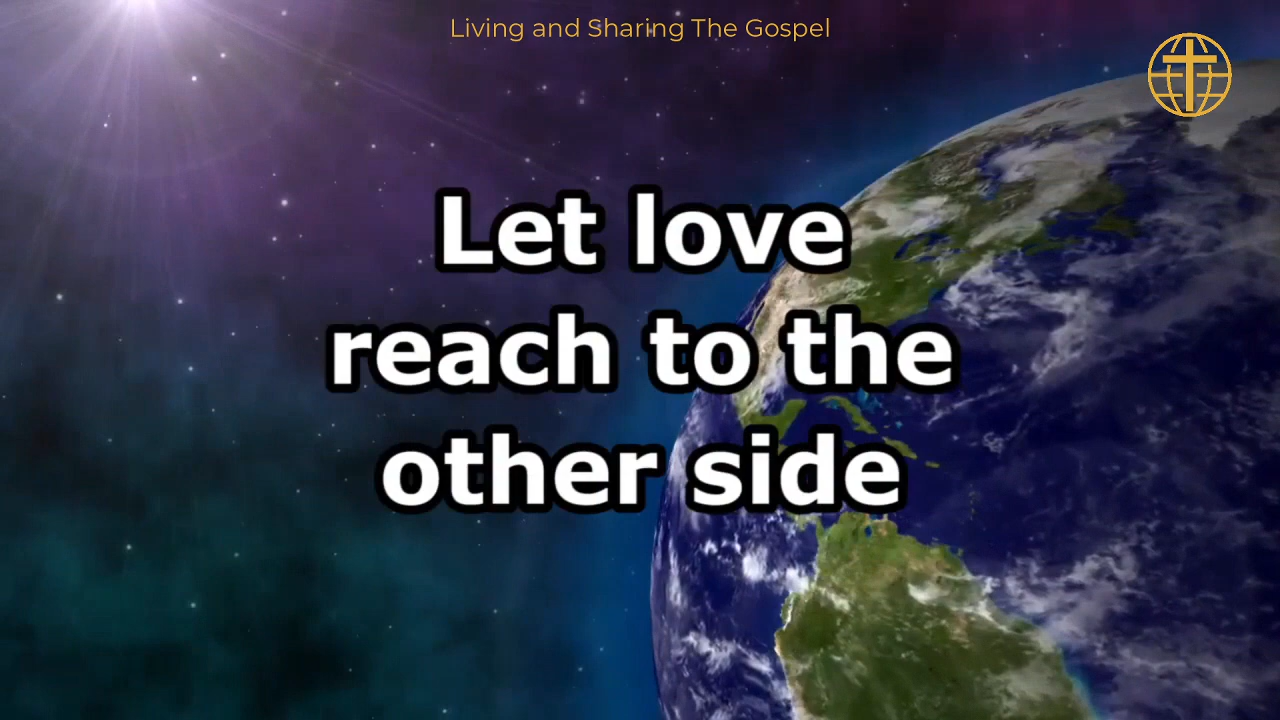 Living and Sharing The Gospel
Let love
reach to the
other side